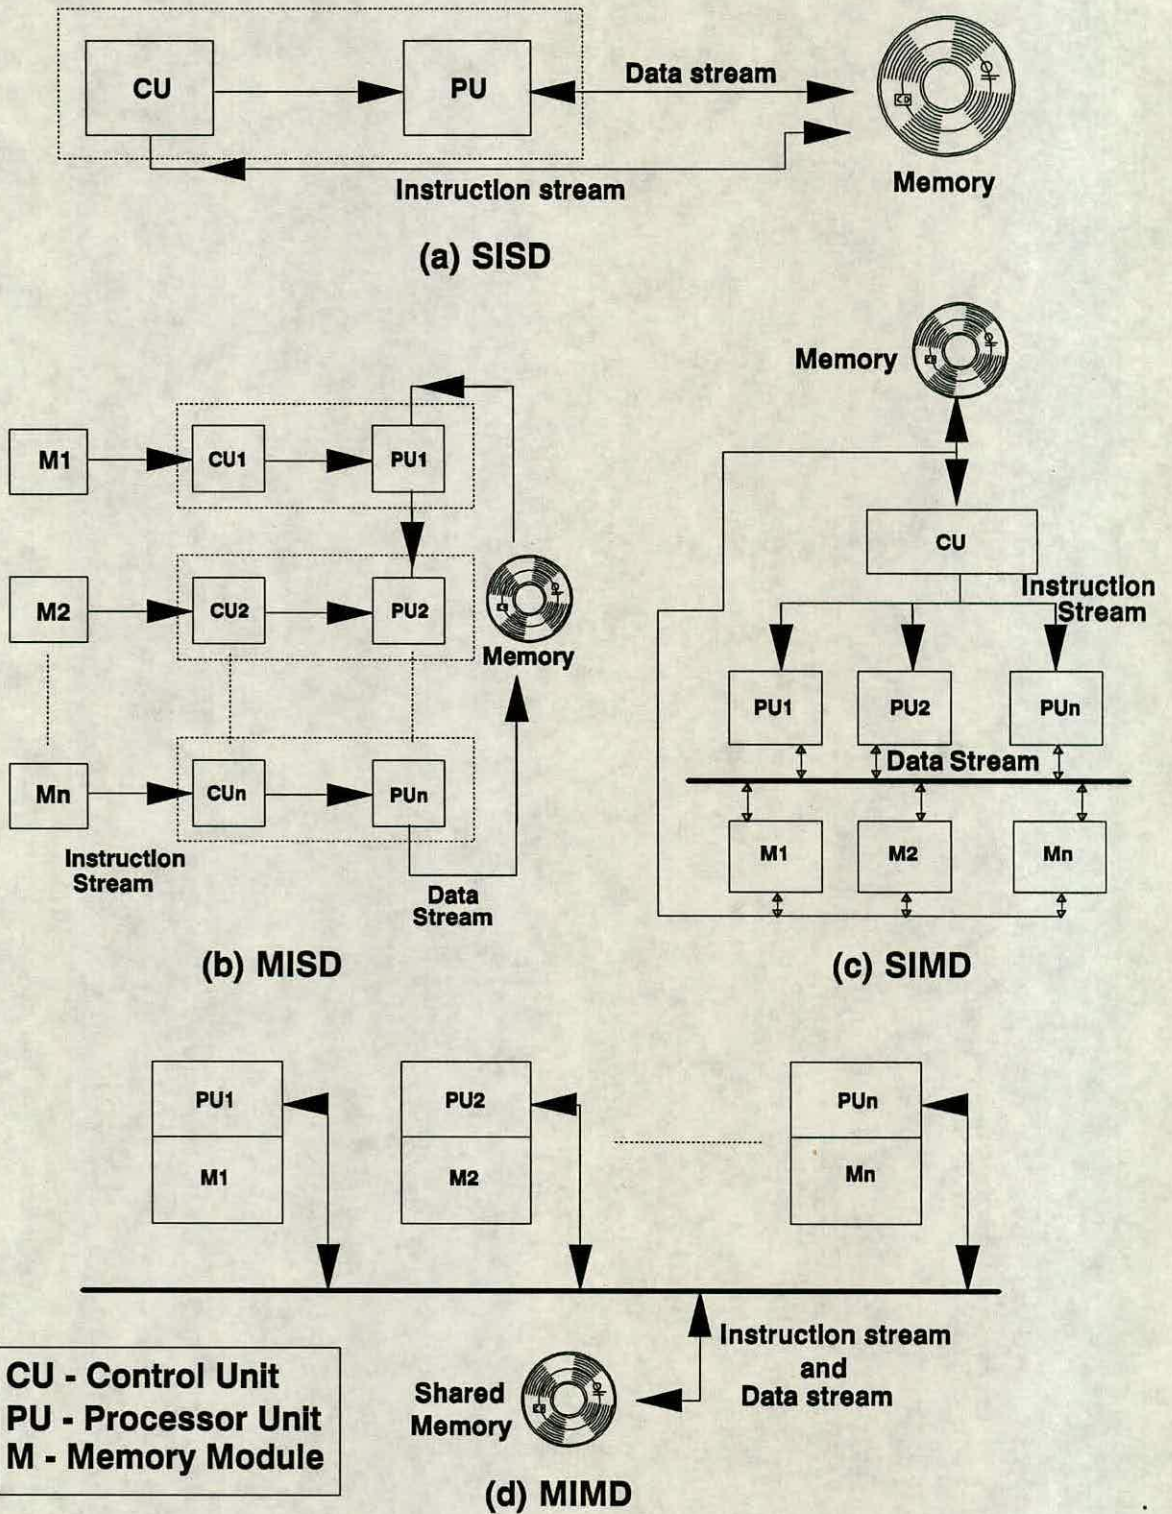 CU
PU
Data stream
Instruction stream
Memory
(a) SISD
M1
CU1
PU1
M2
CU2
PU2
Memory
Mn
CUn
PUn
Instruction
Stream
Data
Stream
(b) MISD
Memory
CU
Instruction
Stream
PU1
PU2
PUn
Data Stream
M1
M2
Mn
(c) SIMD
PU1
M1
PU2
M2
PUn
Mn
Instruction stream
and
Data stream
Shared
Memory
CU - Control Unit
PU - Processor Unit
M - Memory Module
(d) MIMD